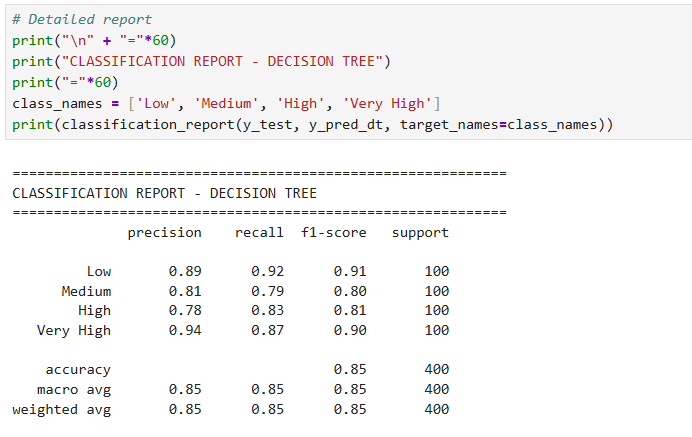 # Detailed report
print("\n" + "="*60)
print("CLASSIFICATION REPORT - DECISION TREE")
print("="*60)
class_names = ['Low', 'Medium', 'High', 'Very High']
print(classification_report(y_test, y_pred_dt, target_names=class_names))
============================================================
CLASSIFICATION REPORT - DECISION TREE
============================================================
              precision    recall  f1-score   support

         Low       0.89      0.92      0.91       100
      Medium       0.81      0.79      0.80       100
        High       0.78      0.83      0.81       100
   Very High       0.94      0.87      0.90       100

    accuracy                           0.85       400
   macro avg       0.85      0.85      0.85       400
weighted avg       0.85      0.85      0.85       400